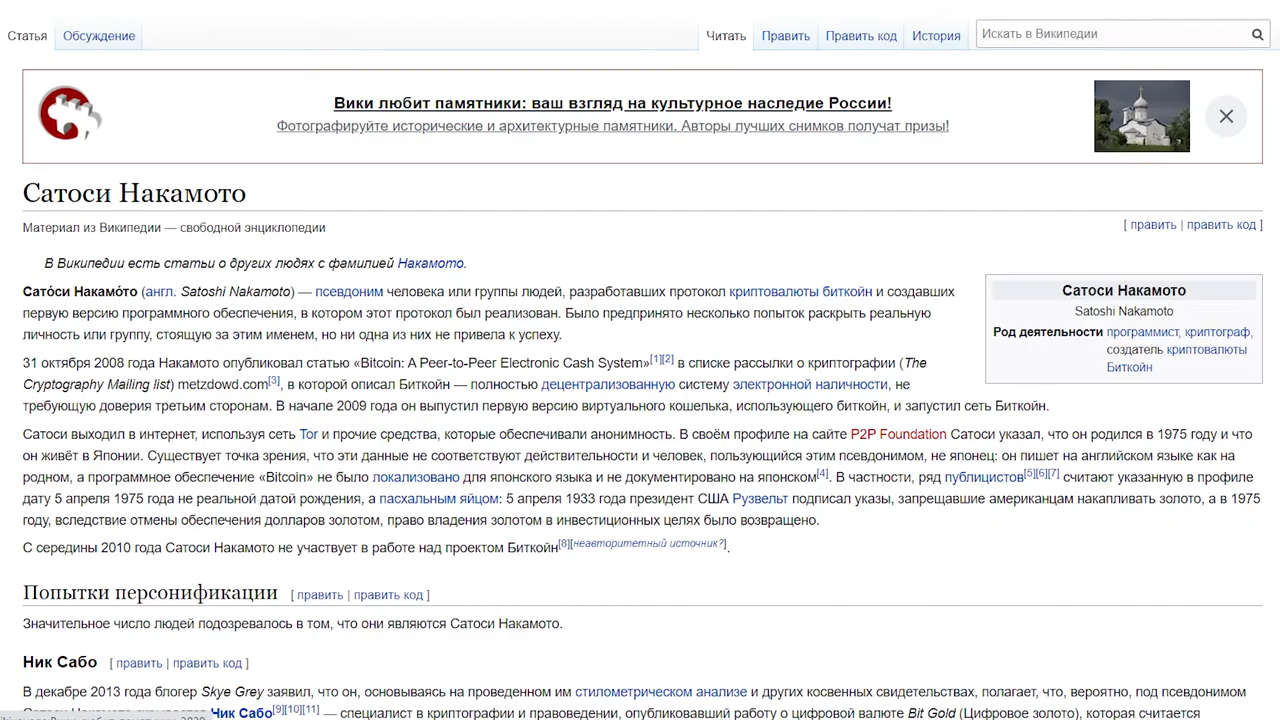 Статья Обсуждение Читать Править Править код История Искать в Википедии
Вики любит памятники: ваш взгляд на культурное наследие России!
Фотографируйте исторические и архитектурные памятники. Авторы лучших снимков получат призы!
Сатоси Накамото
Материал из Википедии — свободной энциклопедии
[ править | править код ]
В Википедии есть статьи о других людях с фамилией Накамото.
Сато́си Накамо́то (англ. Satoshi Nakamoto) — псевдоним человека или группы людей, разработавших протокол криптовалюты биткойн и создавших
первую версию программного обеспечения, в котором этот протокол был реализован. Было предпринято несколько попыток раскрыть реальную
личность или группу, стоящую за этим именем, но ни одна из них не привела к успеху.
Сатоси Накамото
Satoshi Nakamoto
Род деятельности программист, криптограф,
создатель криптовалюты
Биткойн
31 октября 2008 года Накамото опубликовал статью «Bitcoin: A Peer-to-Peer Electronic Cash System»[1][2] в списке рассылки о криптографии (The
Cryptography Mailing list) metzdowd.com[3], в которой описал Биткойн — полностью децентрализованную систему электронной наличности, не
требующую доверия третьим сторонам. В начале 2009 года он выпустил первую версию виртуального кошелька, использующего биткойн, и запустил сеть Биткойн.
Сатоси выходил в интернет, используя сеть Tor и прочие средства, которые обеспечивали анонимность. В своём профиле на сайте P2P Foundation Сатоси указал, что он родился в 1975 году и что
он живёт в Японии. Существует точка зрения, что эти данные не соответствуют действительности и человек, пользующийся этим псевдонимом, не японец: он пишет на английском языке как на
родном, а программное обеспечение «Bitcoin» не было локализовано для японского языка и не документировано на японском[4]. В частности, ряд публицистов[5][6][7] считают указанную в профиле
дату 5 апреля 1975 года не реальной датой рождения, а пасхальным яйцом: 5 апреля 1933 года президент США Рузвельт подписал указы, запрещавшие американцам накапливать золото, а в 1975
году, вследствие отмены обеспечения долларов золотом, право владения золотом в инвестиционных целях было возвращено.
С середины 2010 года Сатоси Накамото не участвует в работе над проектом Биткойн[8][неавторитетный источник?].
Попытки персонификации [ править | править код ]
Значительное число людей подозревалось в том, что они являются Сатоси Накамото.
Ник Сабо [ править | править код ]
В декабре 2013 года блогер Skye Grey заявил, что он, основываясь на проведенном им стилометрическом анализе и других косвенных свидетельствах, полагает, что, вероятно, под псевдонимом
Ник Сабо[9][10][11] — специалист в криптографии и правоведении, опубликовавший работу о цифровой валюте Bit Gold (Цифровое золото), которая считается